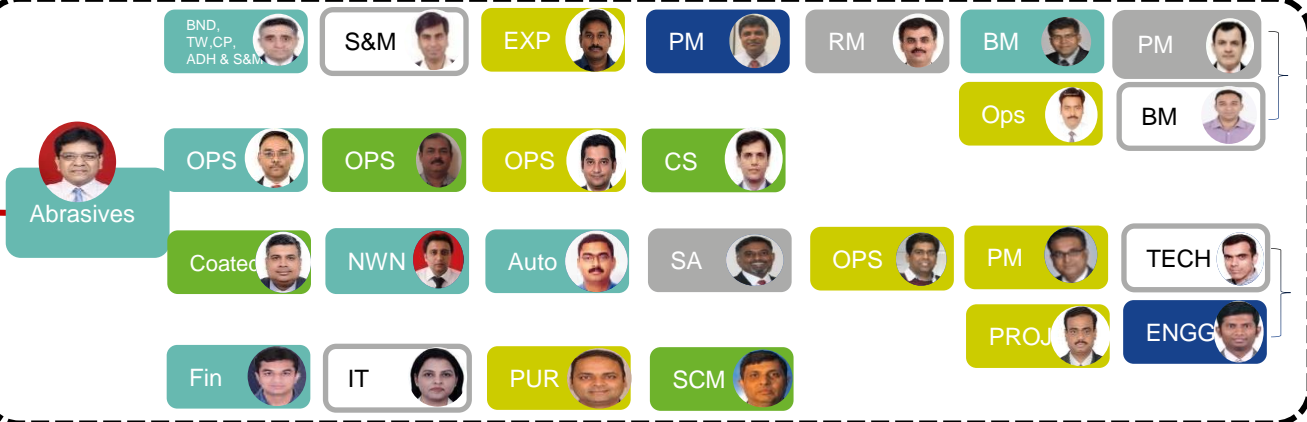 BND,
TW,CP,
ADH & S&M
S&M
EXP
PM
RM
BM
PM
Ops
BM
Abrasives
OPS
OPS
OPS
CS
Coated
NWN
Auto
SA
OPS
PM
TECH
PROJ
ENGG
Fin
IT
PUR
SCM